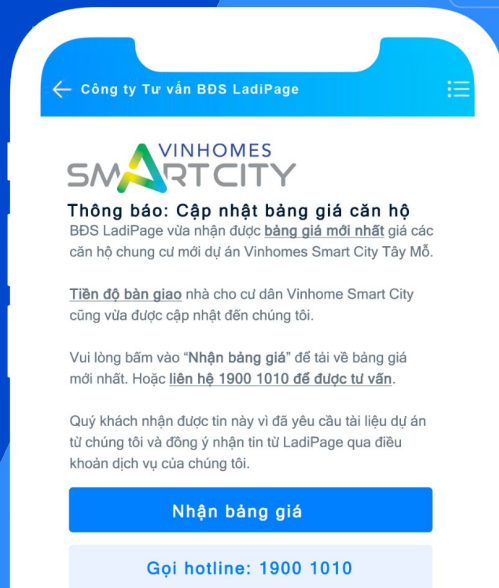 Công ty Tư vấn BĐS LadiPage
VINHOMES
SMARTCITY
Thông báo: Cập nhật bảng giá căn hộ
BĐS LadiPage vừa nhận được bảng giá mới nhất giá các
căn hộ chung cư mới dự án Vinhomes Smart City Tây Mỗ.
Tiền độ bàn giao nhà cho cư dân Vinhome Smart City
cũng vừa được cập nhật đến chúng tôi.
Vui lòng bấm vào “Nhận bảng giá” để tải về bảng giá
mới nhất. Hoặc liên hệ 1900 1010 để được tư vấn.
Quý khách nhận được tin này vì đã yêu cầu tài liệu dự án
từ chúng tôi và đồng ý nhận tin từ LadiPage qua điều
khoản dịch vụ của chúng tôi.
Nhận bảng giá
Gọi hotline: 1900 1010